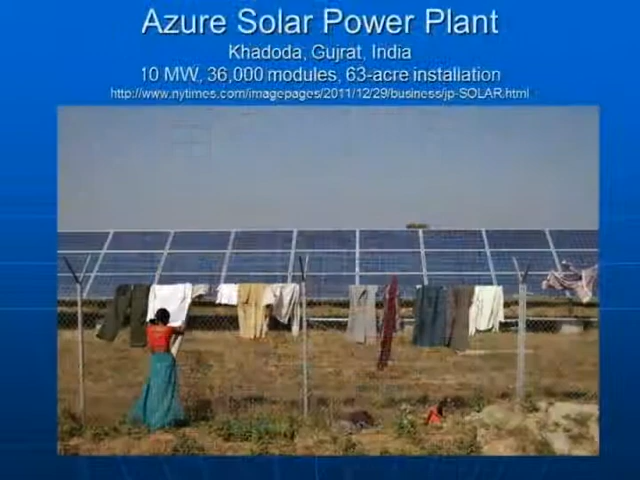 Azure Solar Power Plant
Khadoda, Gujrat, India
10 MW, 36,000 modules, 63-acre installation
http://www.nytimes.com/imagepages/2011/12/29/business/jp-SOLAR.html